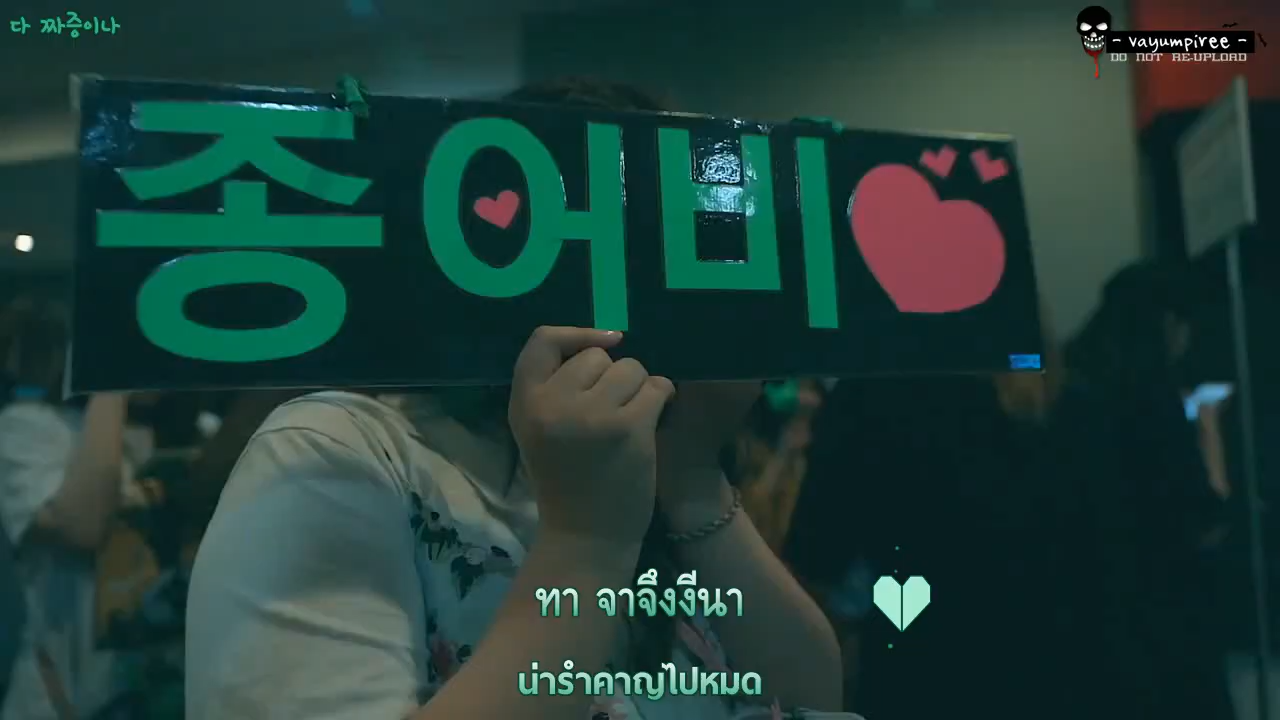 다 짜증이나
- vayumpiree -
DO NOT RE-UPLOAD
종어비
ทา จาจึงงีนา
น่ารำคาญไปหมด